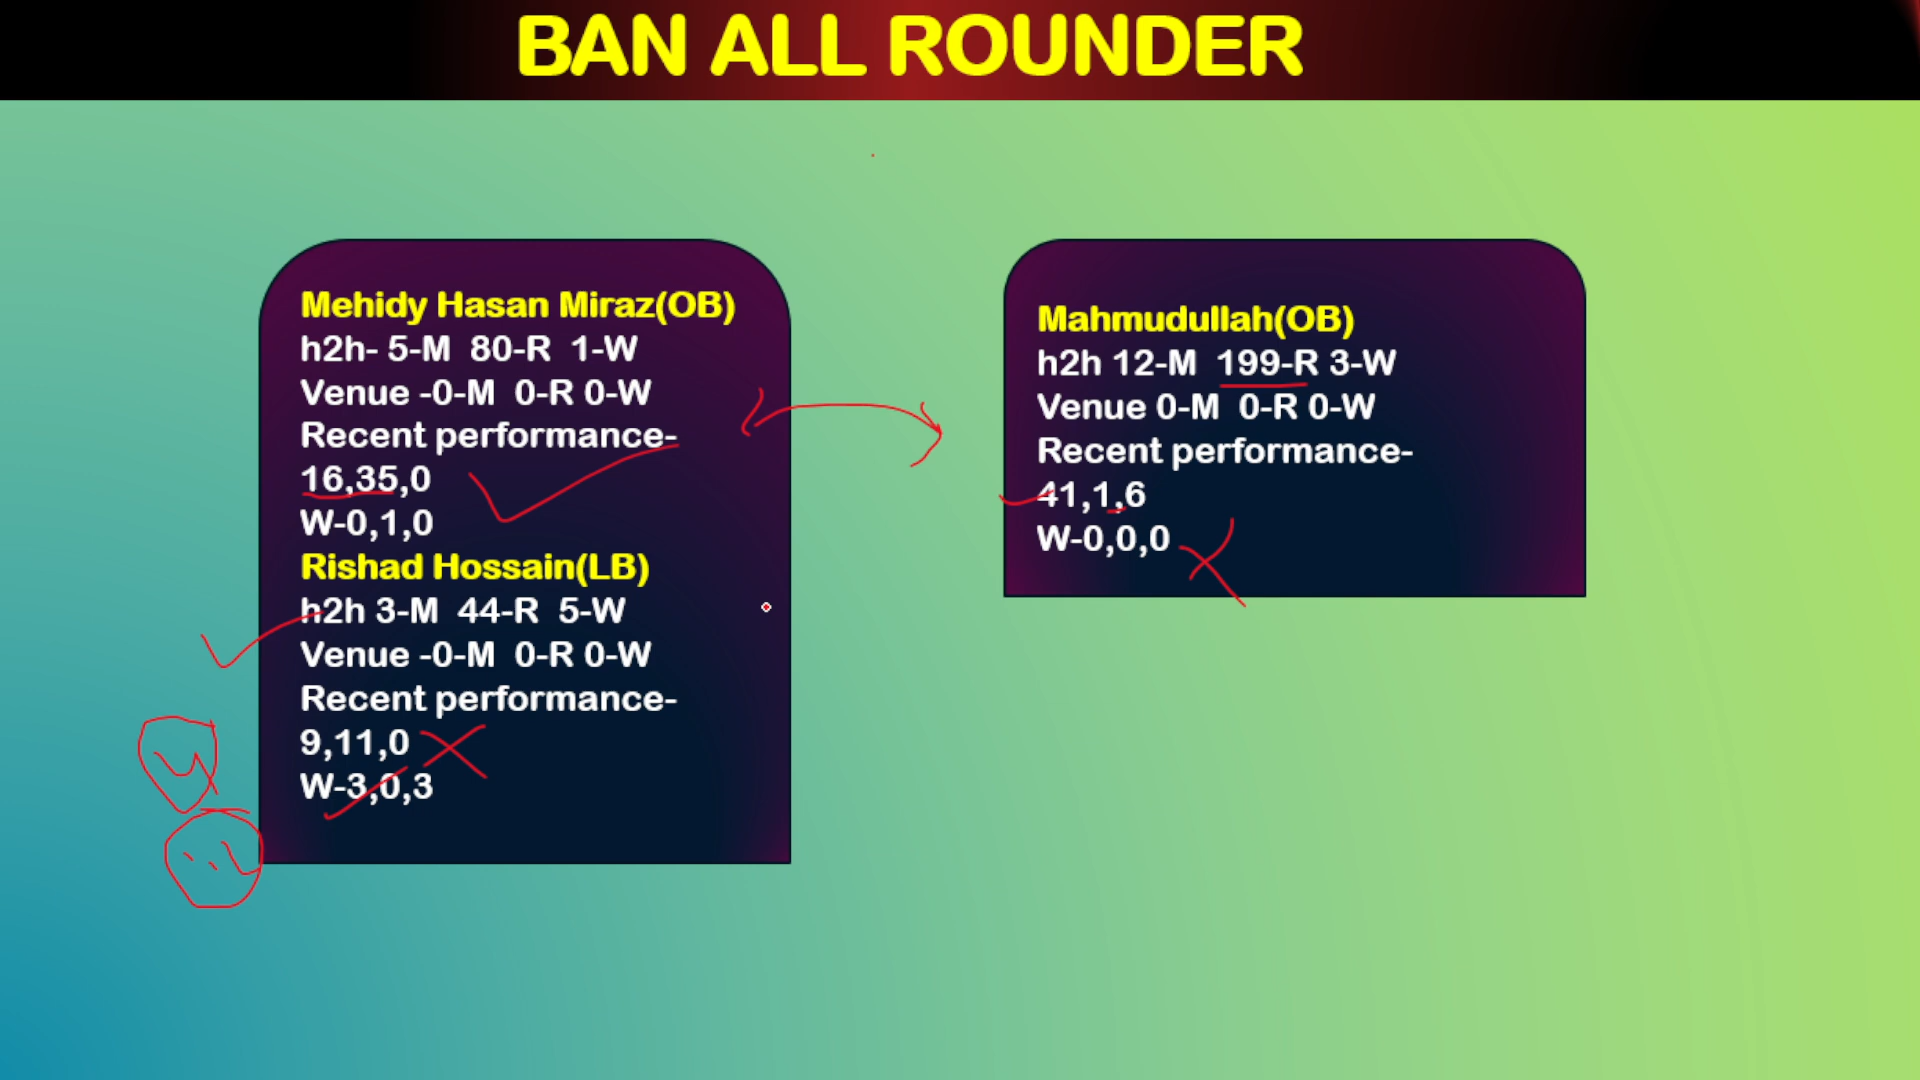 BAN ALL ROUNDER
Mehidy Hasan Miraz(OB)
h2h- 5-M 80-R 1-W
Venue -0-M 0-R 0-W
Recent performance-
16,35,0
W-0,1,0
Rishad Hossain(LB)
h2h 3-M 44-R 5-W
Venue -0-M 0-R 0-W
Recent performance-
9,11,0
W-3,0,3
Mahmudullah(OB)
h2h 12-M 199-R 3-W
Venue 0-M 0-R 0-W
Recent performance-
41,1,6
W-0,0,0